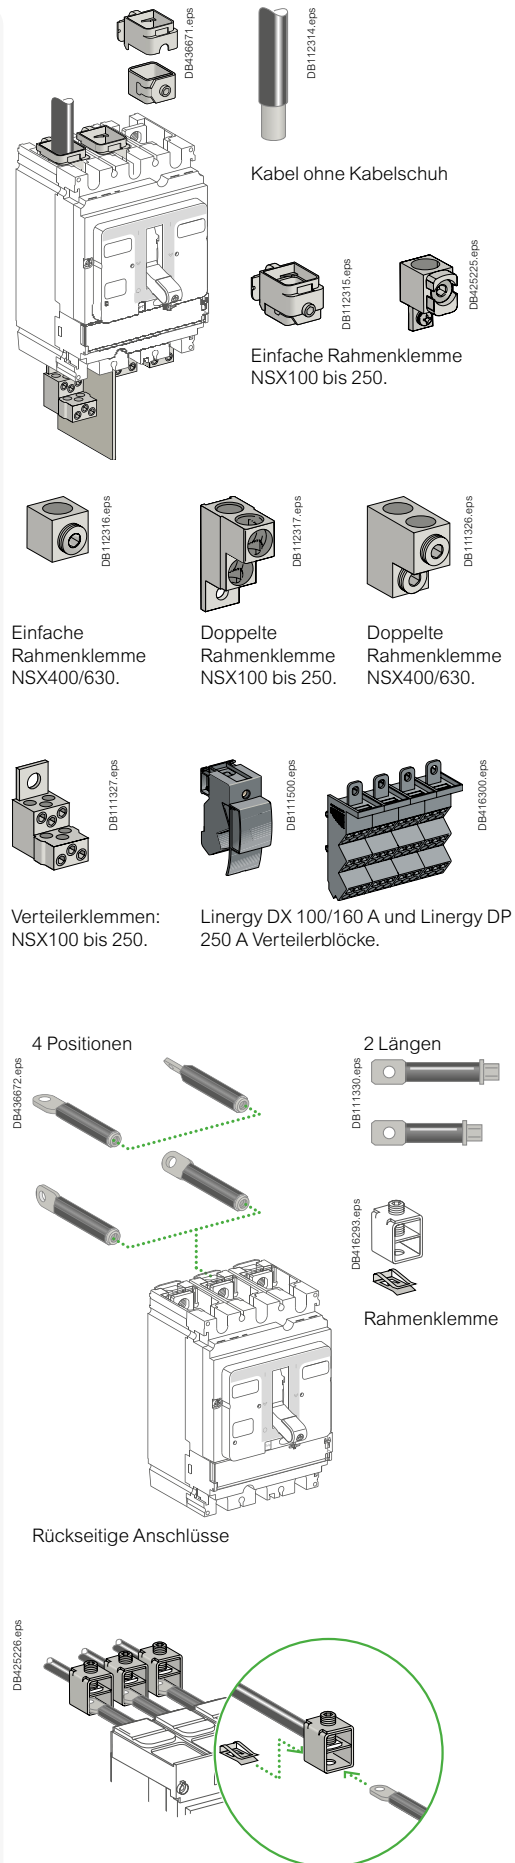 DB436671.eps
DB112314.eps
Kabel ohne Kabelschuh
DB112315.eps
DB425225.eps
Einfache Rahmenklemme
NSX100 bis 250.
DB112316.eps
DB112317.eps
DB111326.eps
Einfache
Rahmenklemme
NSX400/630.
Doppelte
Rahmenklemme
NSX100 bis 250.
Doppelte
Rahmenklemme
NSX400/630.
DB111327.eps
DB111500.eps
DB416300.eps
Verteilerklemmen:
NSX100 bis 250.
Linergy DX 100/160 A und Linergy DP
250 A Verteilerblöcke.
4 Positionen
2 Längen
DB436672.eps
DB111330.eps
DB416293.eps
Rahmenklemme
Rückseitige Anschlüsse
DB425226.eps